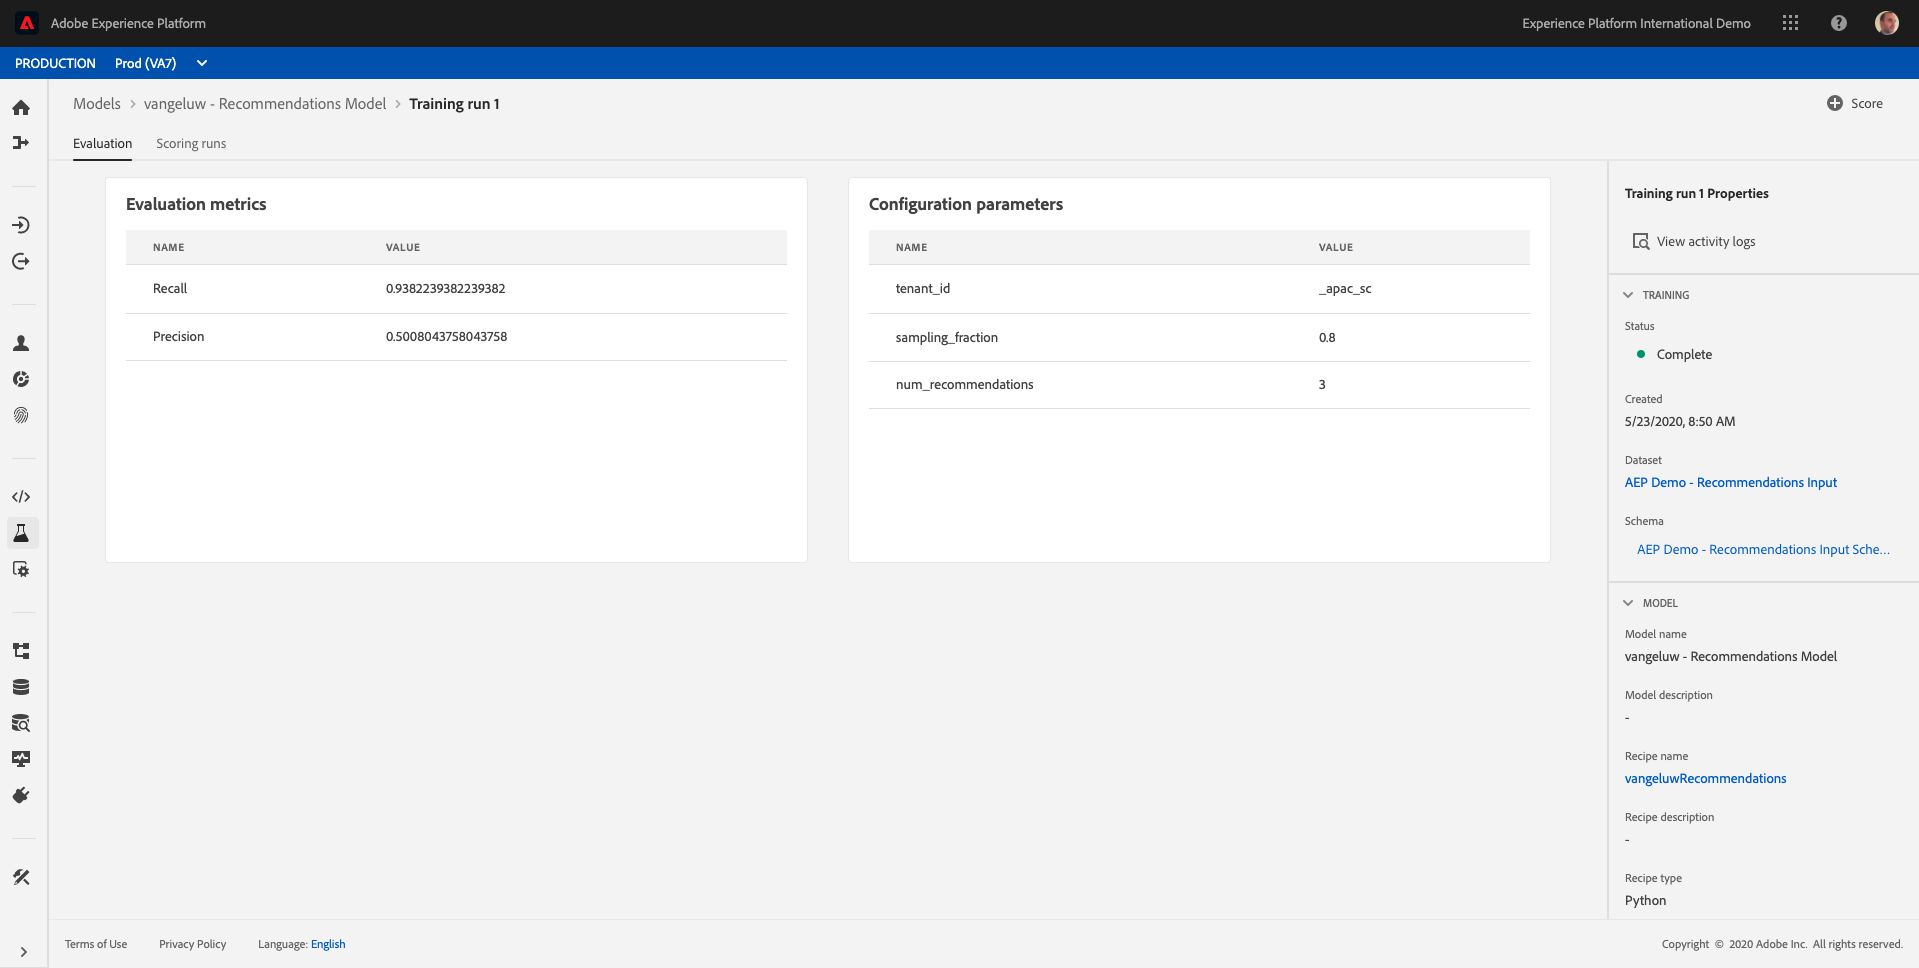 Adobe Experience Platform
Experience Platform International Demo
PRODUCTION Prod (VA7)
Models > vangeluw - Recommendations Model > Training run 1
Score
Evaluation Scoring runs
Evaluation metrics
NAME VALUE
Recall 0.9382239382239382
Precision 0.5008043758043758
Configuration parameters
NAME VALUE
tenant_id _apac_sc
sampling_fraction 0.8
num_recommendations 3
Training run 1 Properties
View activity logs
TRAINING
Status
Complete
Created
5/23/2020, 8:50 AM
Dataset
AEP Demo - Recommendations Input
Schema
AEP Demo - Recommendations Input Sche...
MODEL
Model name
vangeluw - Recommendations Model
Model description
-
Recipe name
vangeluwRecommendations
Recipe description
-
Recipe type
Python
Terms of Use Privacy Policy Language: English
Copyright © 2020 Adobe Inc. All rights reserved.